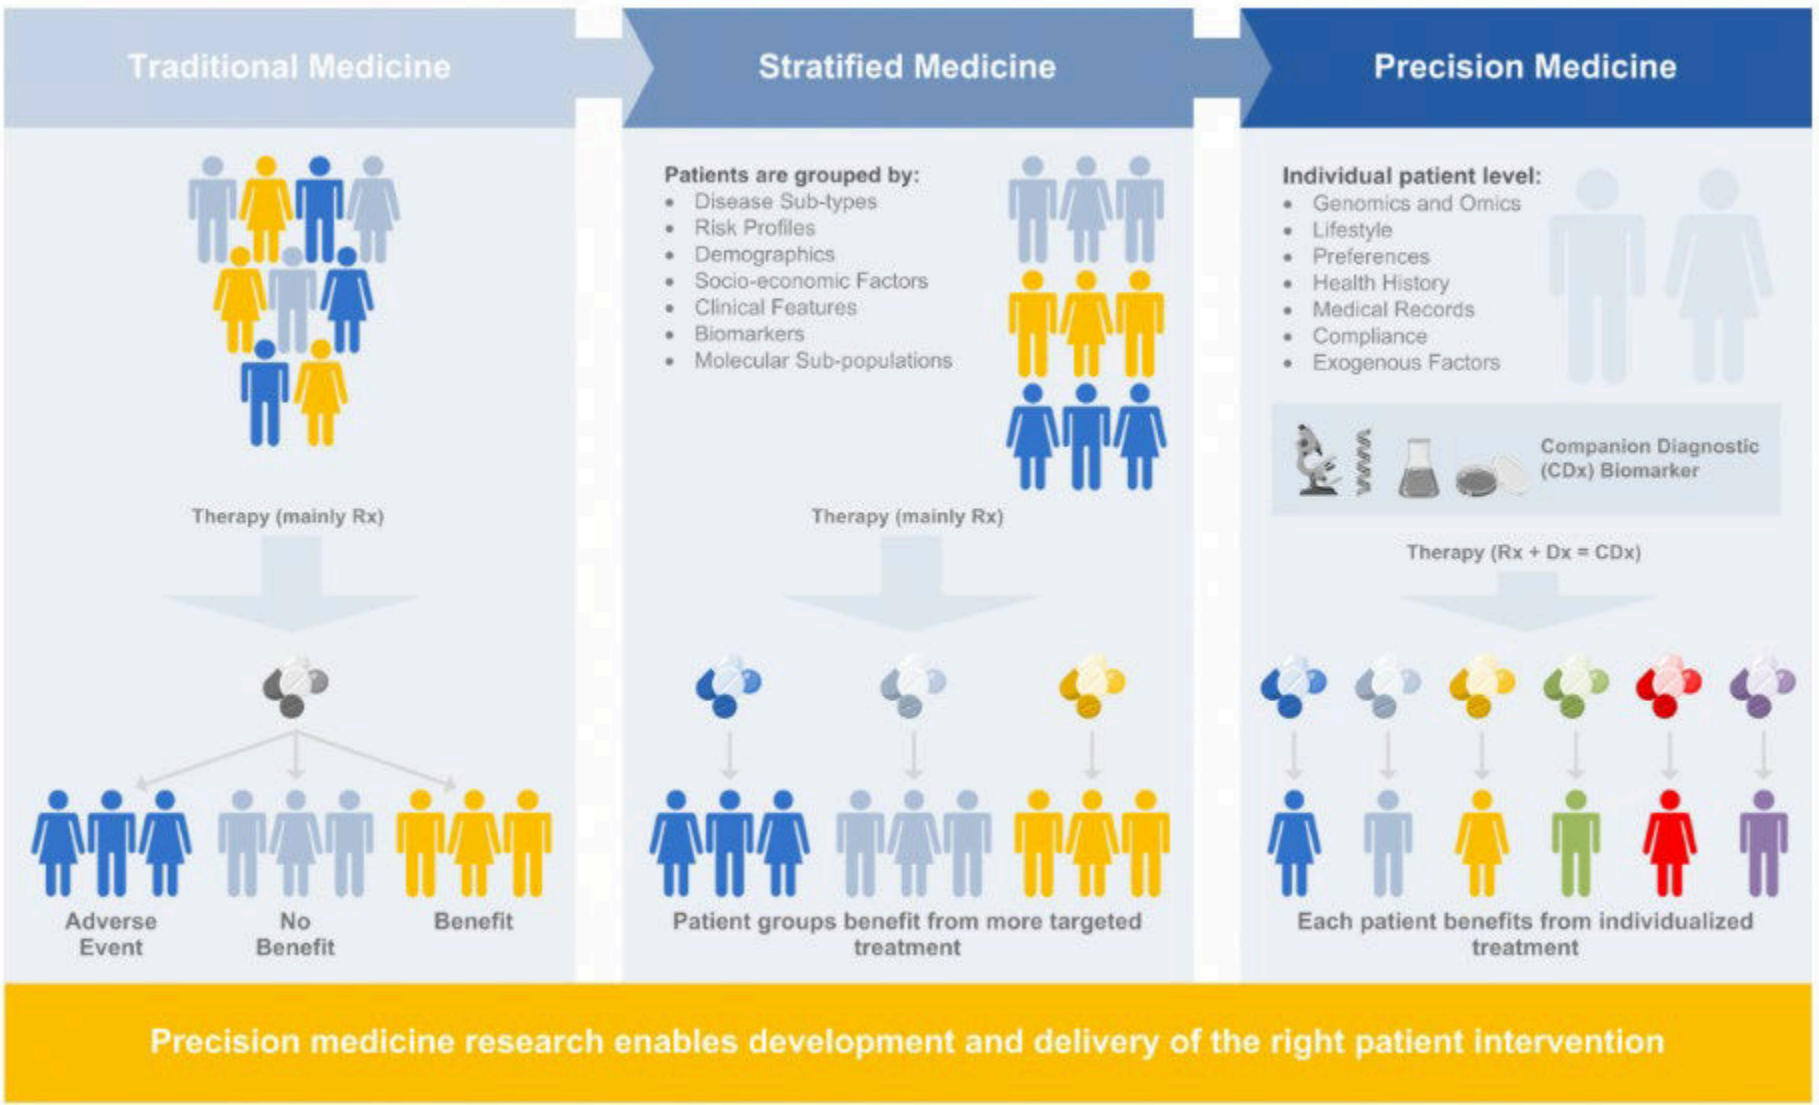 Traditional Medicine
Stratified Medicine
Precision Medicine
Therapy (mainly Rx)
Adverse
Event
No
Benefit
Benefit
Patients are grouped by:
• Disease Sub-types
• Risk Profiles
• Demographics
• Socio-economic Factors
• Clinical Features
• Biomarkers
• Molecular Sub-populations
Therapy (mainly Rx)
Patient groups benefit from more targeted
treatment
Individual patient level:
• Genomics and Omics
• Lifestyle
• Preferences
• Health History
• Medical Records
• Compliance
• Exogenous Factors
Companion Diagnostic
(CDx) Biomarker
Therapy (Rx + Dx = CDx)
Each patient benefits from individualized
treatment
Precision medicine research enables development and delivery of the right patient intervention